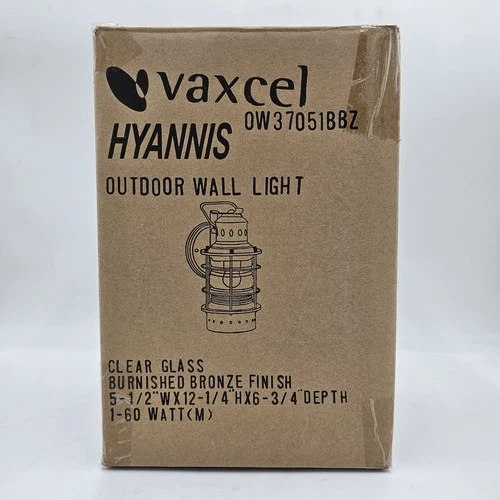 vaxcel
OW37051BBZ
HYANNIS
OUTDOOR WALL LIGHT
CLEAR GLASS
BURNISHED BRONZE FINISH
5-1/2"WX12-1/4"HX6-3/4"DEPTH
1-60 WATT(M)